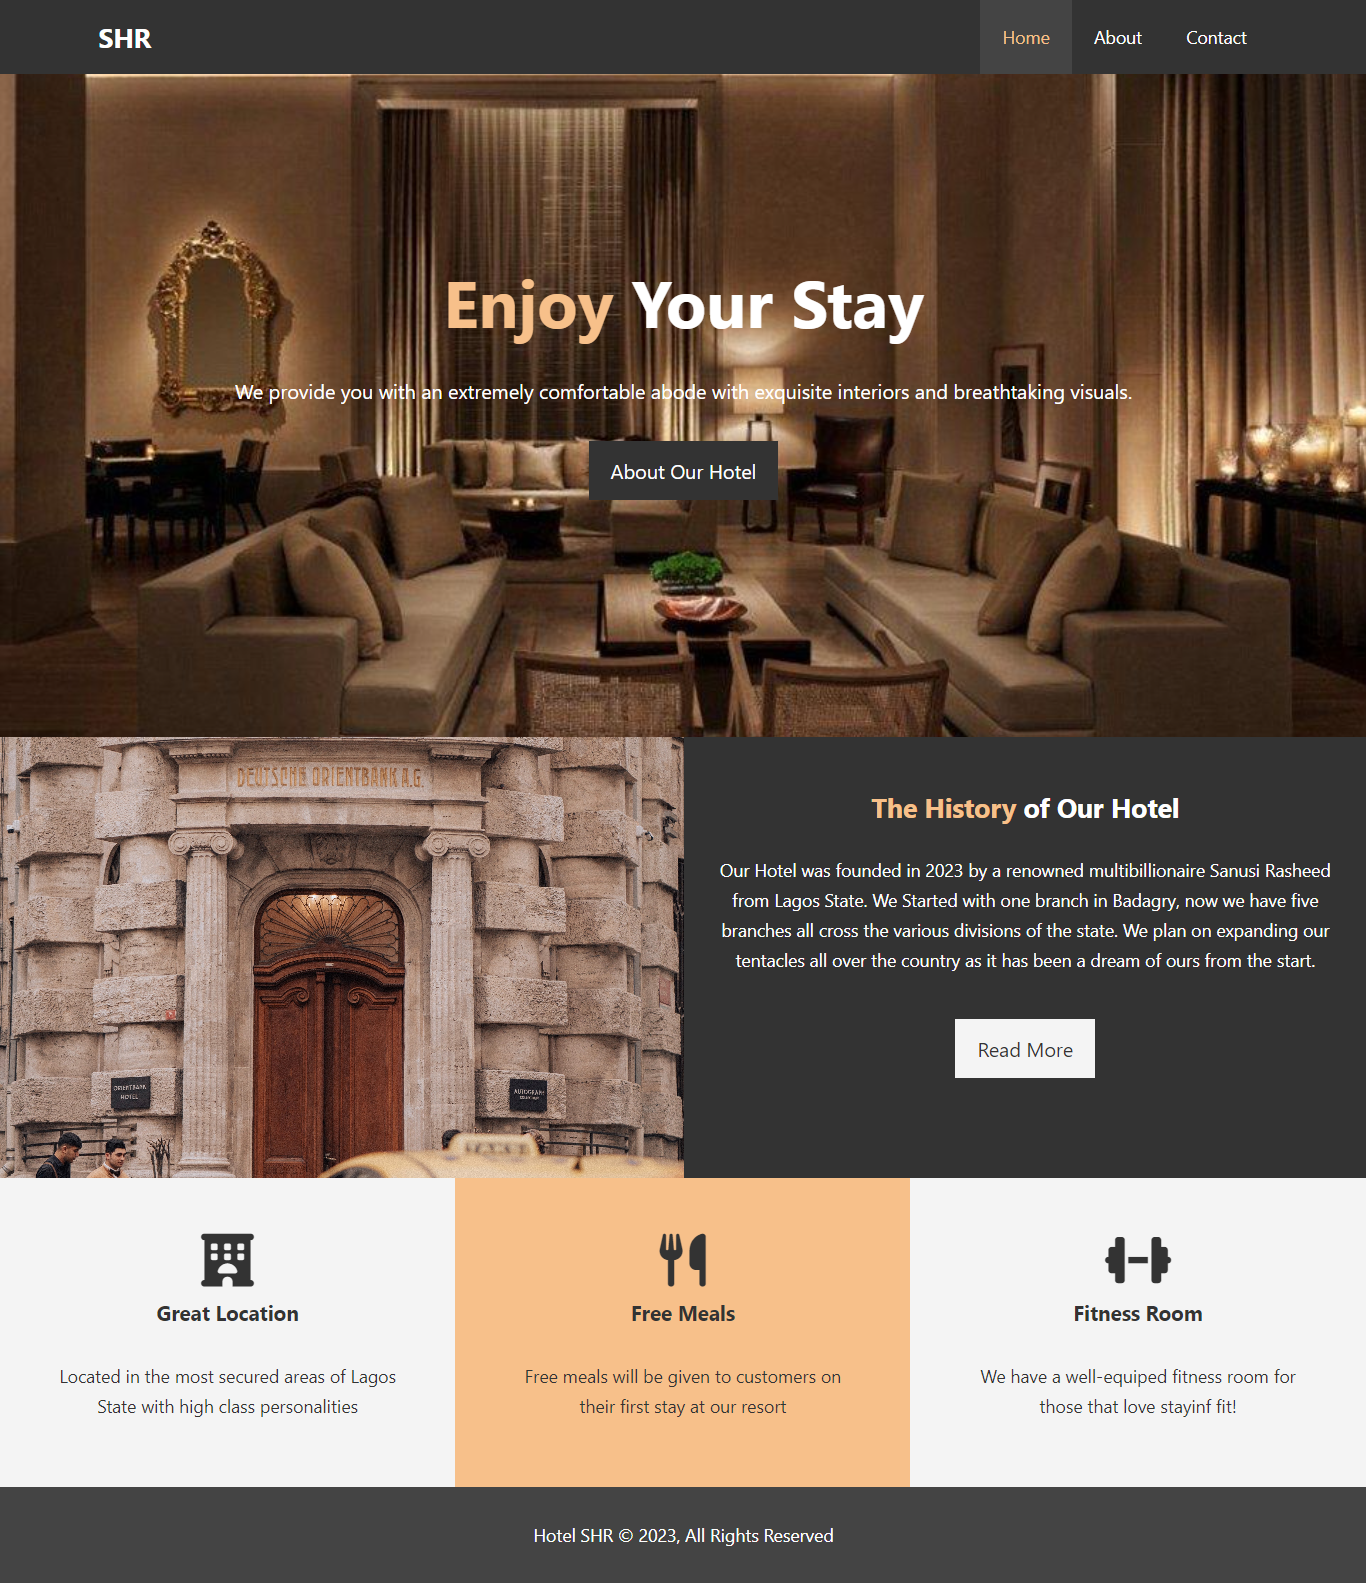 SHR
Home About Contact
Enjoy Your Stay
We provide you with an extremely comfortable abode with exquisite interiors and breathtaking visuals.
About Our Hotel
DEUTSCHE ORIENTBANK A.G.
The History of Our Hotel
Our Hotel was founded in 2023 by a renowned multibillionaire Sanusi Rasheed
from Lagos State. We Started with one branch in Badagry, now we have five
branches all cross the various divisions of the state. We plan on expanding our
tentacles all over the country as it has been a dream of ours from the start.
Read More
ORIENTBANK
HOTEL
AUTOGRAPH
Great Location
Located in the most secured areas of Lagos
State with high class personalities
Free Meals
Free meals will be given to customers on
their first stay at our resort
Fitness Room
We have a well-equiped fitness room for
those that love stayinf fit!
Hotel SHR © 2023, All Rights Reserved